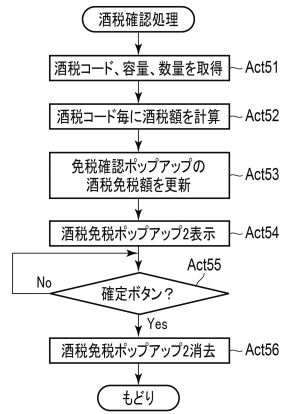 酒税確認処理
酒税コード、容量、数量を取得
Act51
酒税コード毎に酒税額を計算
Act52
免税確認ポップアップの
酒税免税額を更新
Act53
酒税免税ポップアップ2表示
Act54
Act55
確定ボタン？
No
Yes
酒税免税ポップアップ2消去
Act56
もどり